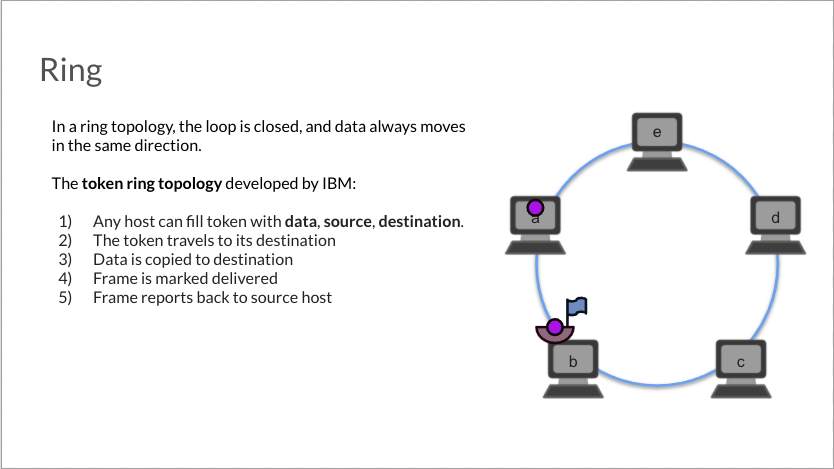 Ring
In a ring topology, the loop is closed, and data always moves
in the same direction.
The token ring topology developed by IBM:
1) Any host can fill token with data, source, destination.
2) The token travels to its destination
3) Data is copied to destination
4) Frame is marked delivered
5) Frame reports back to source host
e
a
d
b
c